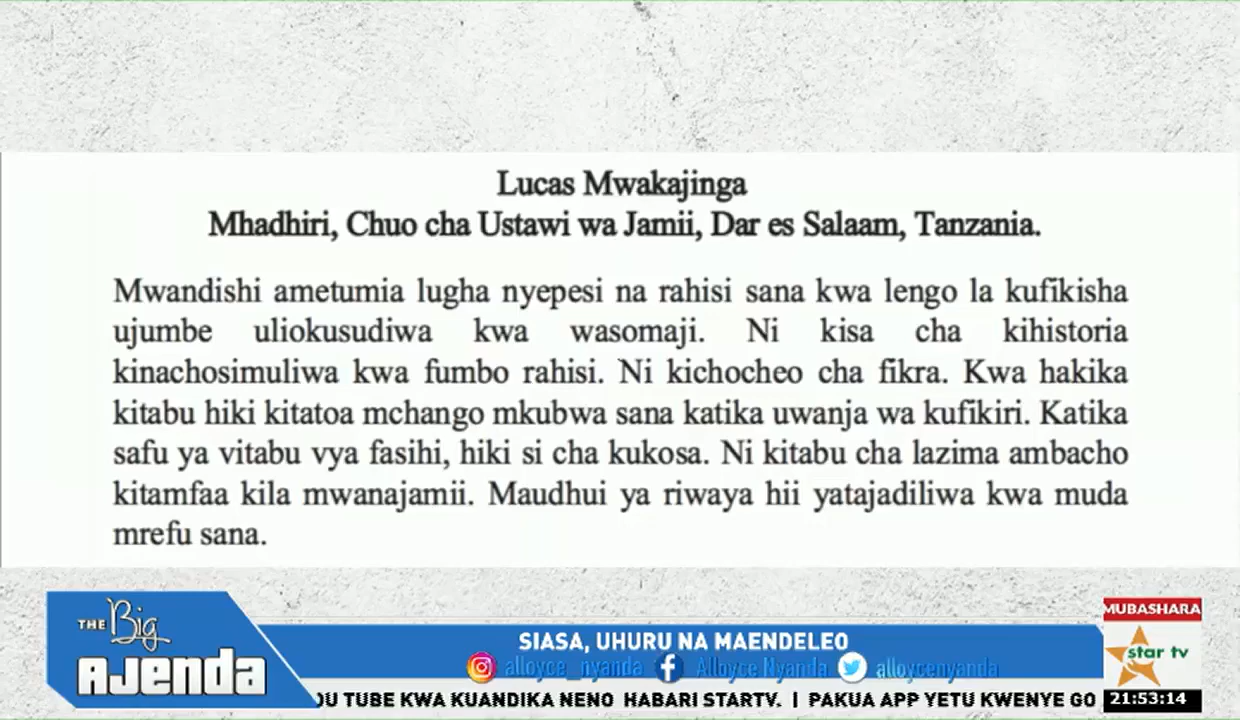 Lucas Mwakajinga
Mhadhiri, Chuo cha Ustawi wa Jamii, Dar es Salaam, Tanzania.
Mwandishi ametumia lugha nyepesi na rahisi sana kwa lengo la kufikisha
ujumbe uliokusudiwa kwa wasomaji. Ni kisa cha kihistoria
kinachosimuliwa kwa fumbo rahisi. Ni kichocheo cha fikra. Kwa hakika
kitabu hiki kitatoa mchango mkubwa sana katika uwanja wa kufikiri. Katika
safu ya vitabu vya fasihi, hiki si cha kukosa. Ni kitabu cha lazima ambacho
kitamfaa kila mwanajamii. Maudhui ya riwaya hii yatajadiliwa kwa muda
mrefu sana.
THE Big
AJENDA
SIASA, UHURU NA MAENDELEO
alloyce_nyanda Alloyce Nyanda alloycenyanda
OU TUBE KWA KUANDIKA NENO HABARI STARTV. | PAKUA APP YETU KWENYE GO
MUBASHARA
star tv
21:53:14